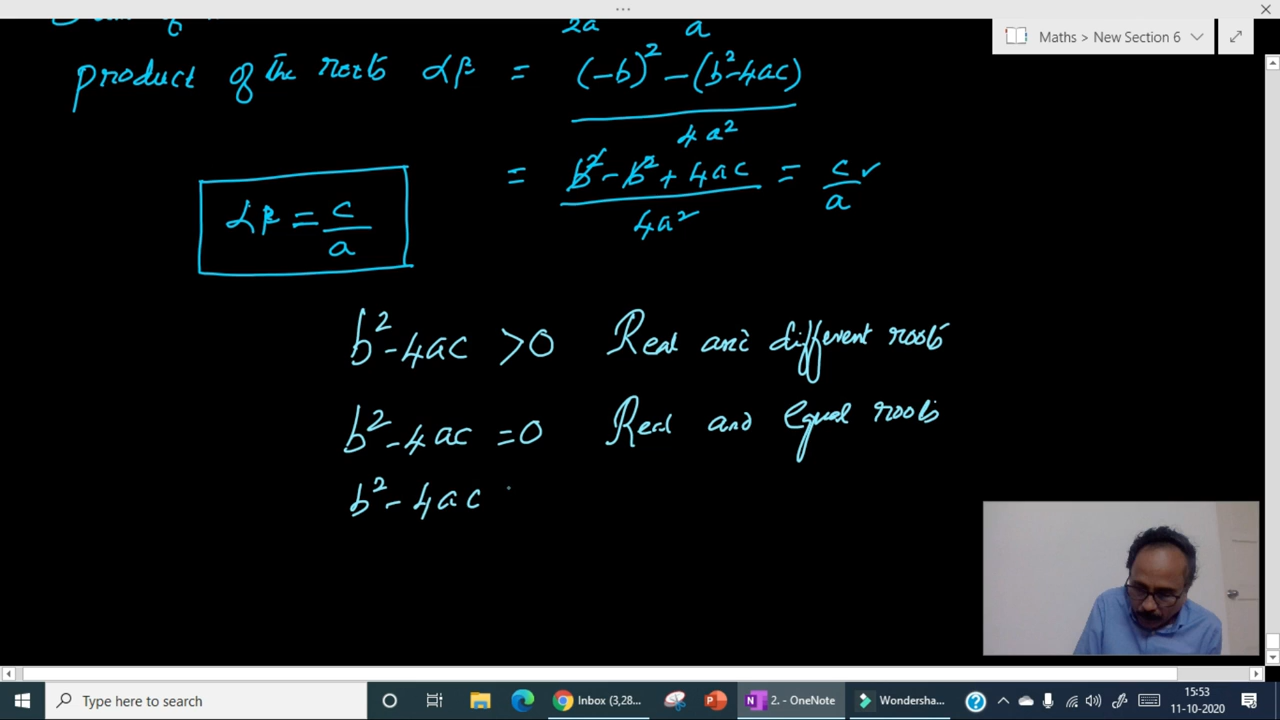 2a a
Maths > New Section 6
product of the roots αβ = (-b)² - (b²-4ac)
4a²
= b² - b² + 4ac = c ✓
4a² a
αβ = c
a
b² - 4ac > 0 Real and different roots
b² - 4ac = 0 Real and Equal roots
b² - 4ac
Type here to search
Inbox (3,28...
2. - OneNote
Wondersha...
15:53
11-10-2020